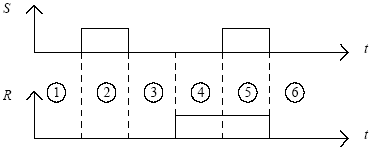 S
t
R ① ② ③ ④ ⑤ ⑥
t